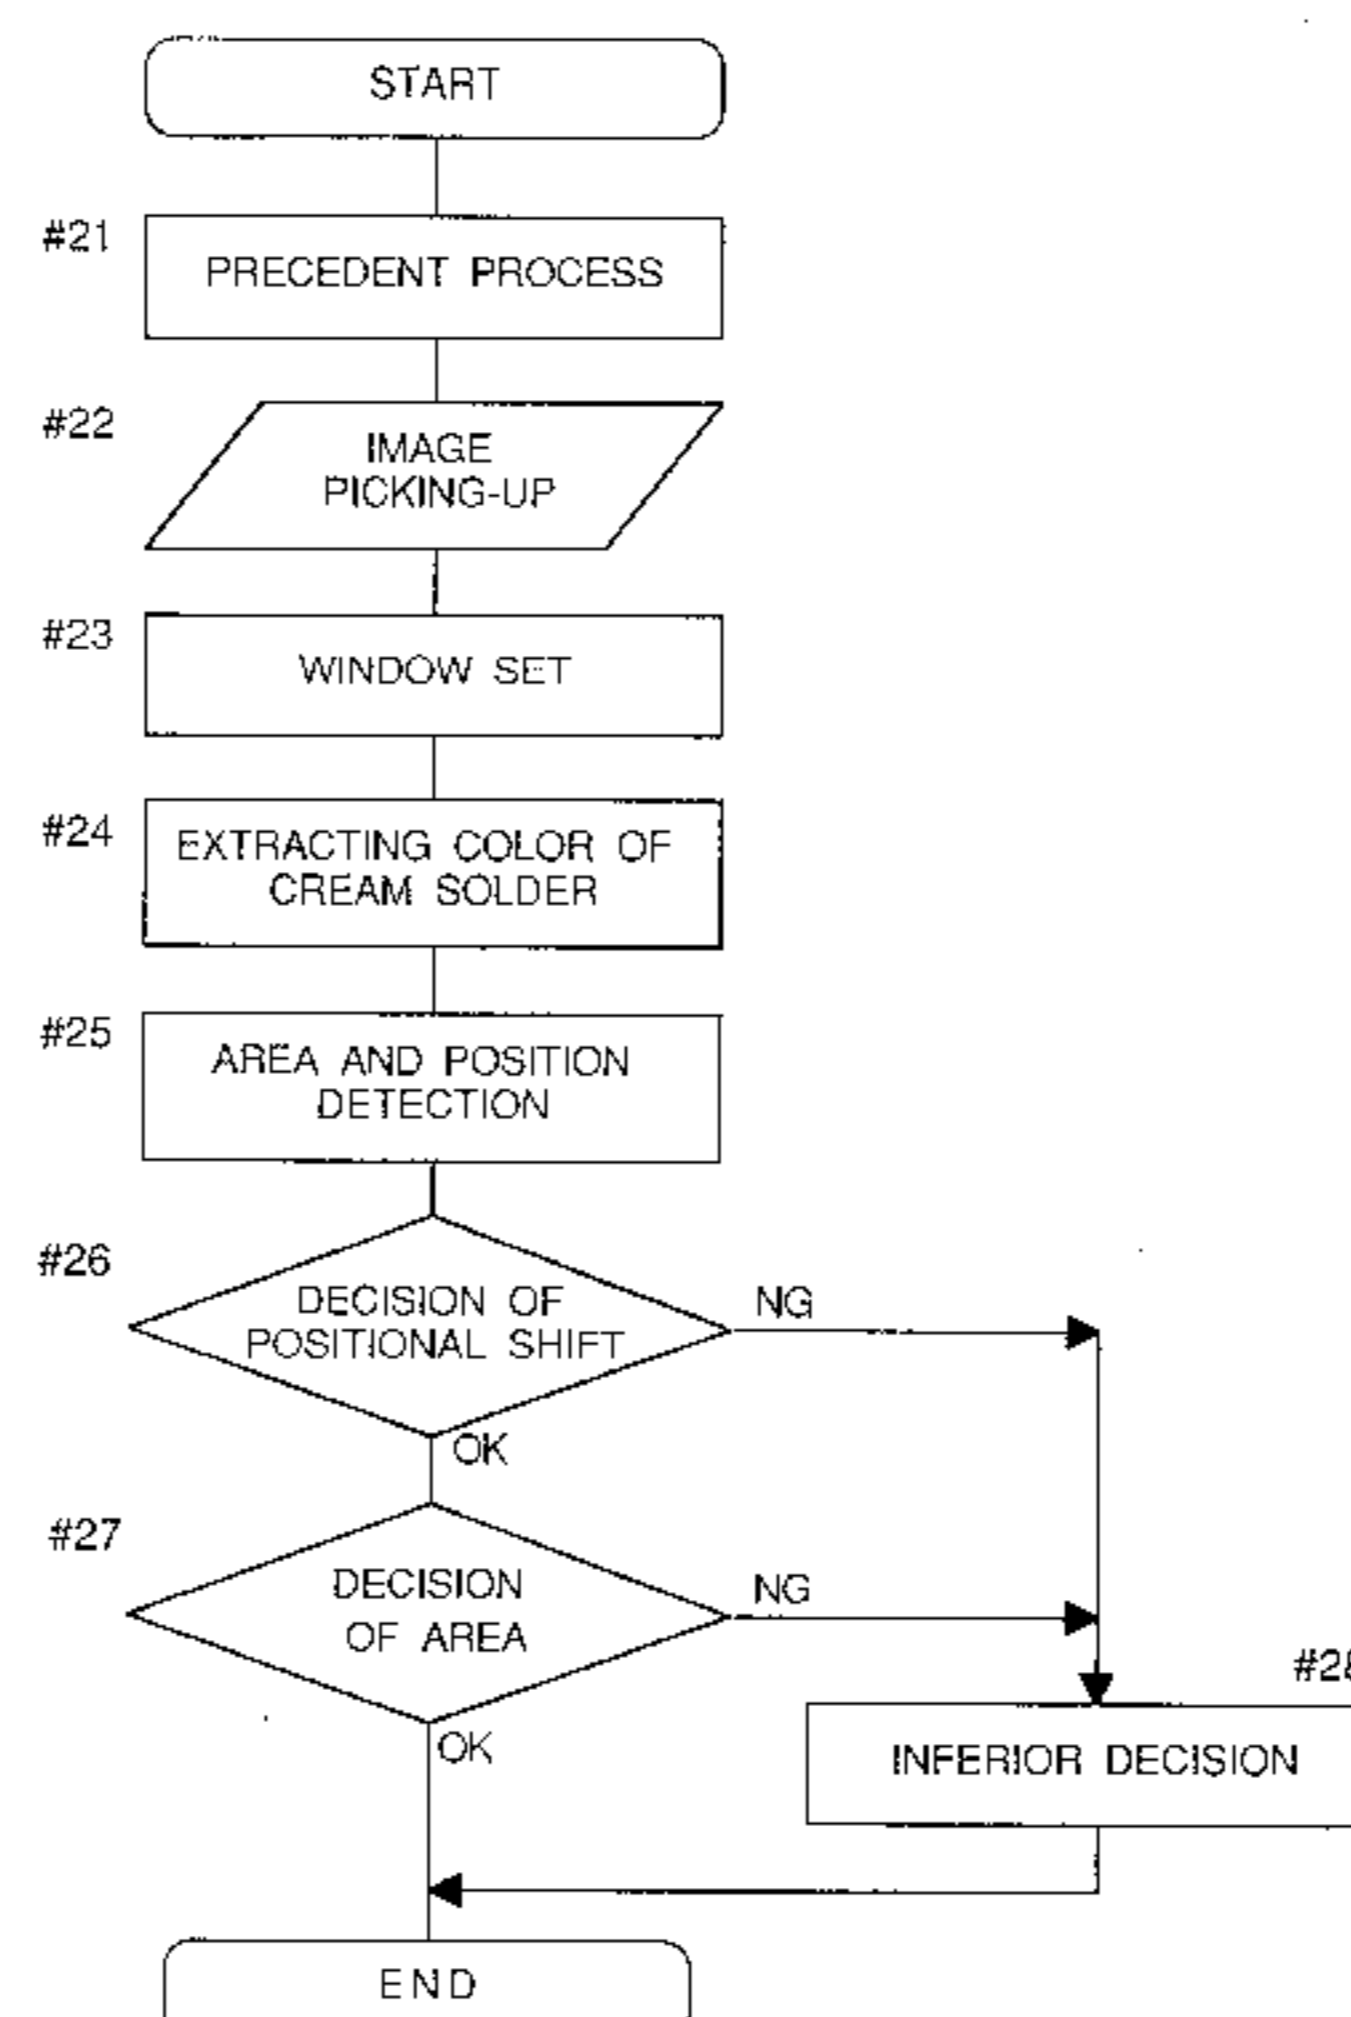 START
#21
PRECEDENT PROCESS
#22
IMAGE
PICKING-UP
#23
WINDOW SET
#24
EXTRACTING COLOR OF
CREAM SOLDER
#25
AREA AND POSITION
DETECTION
#26
DECISION OF
POSITIONAL SHIFT
NG
OK
#27
DECISION
OF AREA
NG
OK
#28
INFERIOR DECISION
END